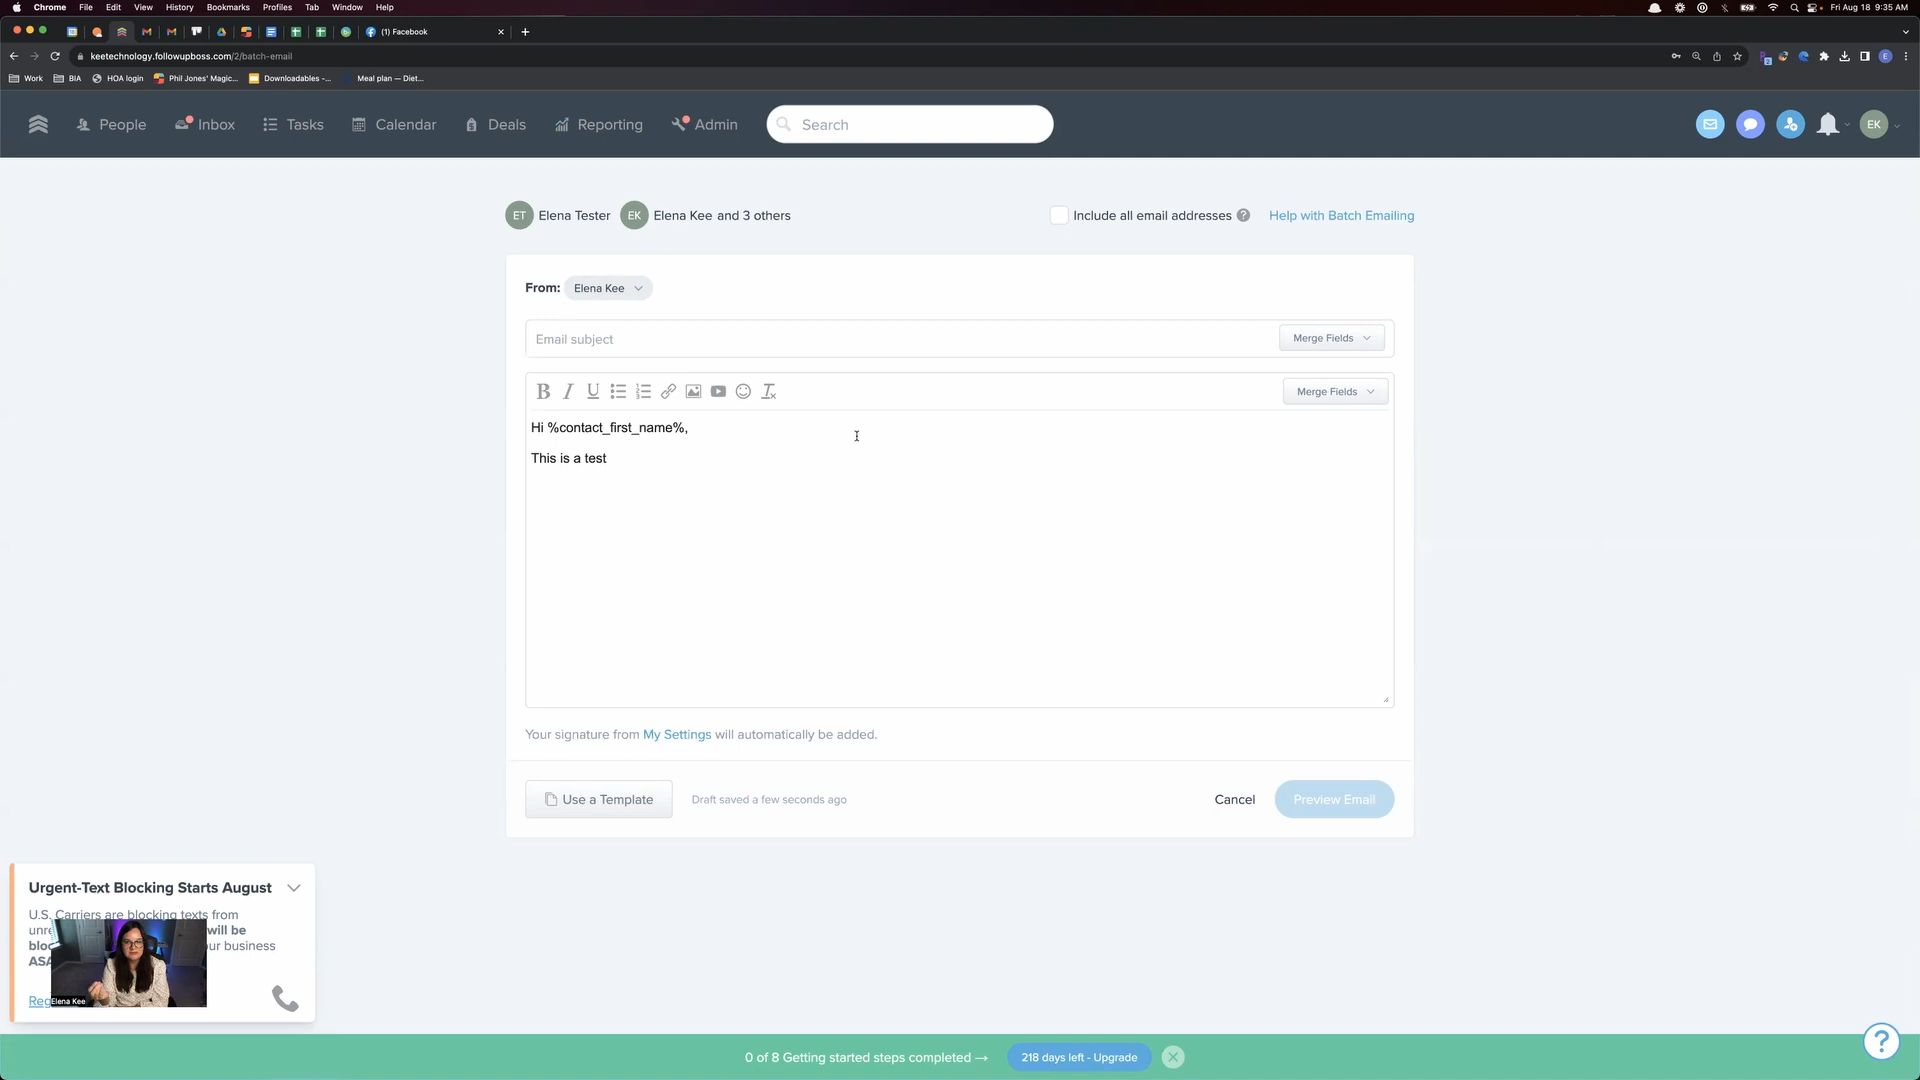 Chrome File Edit View History Bookmarks Profiles Tab Window Help
Fri Aug 18 9:35 AM
(1) Facebook
keetechnology.followupboss.com/2/batch-email
Work BIA HOA login Phil Jones' Magic... Downloadables -... Meal plan — Diet...
People Inbox Tasks Calendar Deals Reporting Admin Search EK
ET Elena Tester EK Elena Kee and 3 others Include all email addresses ? Help with Batch Emailing
From: Elena Kee
Email subject Merge Fields
Merge Fields
Hi %contact_first_name%,
This is a test
Your signature from My Settings will automatically be added.
Use a Template Draft saved a few seconds ago Cancel Preview Email
Urgent-Text Blocking Starts August
U.S. Carriers are blocking texts from
will be
business
Elena Kee
0 of 8 Getting started steps completed →
218 days left - Upgrade
?